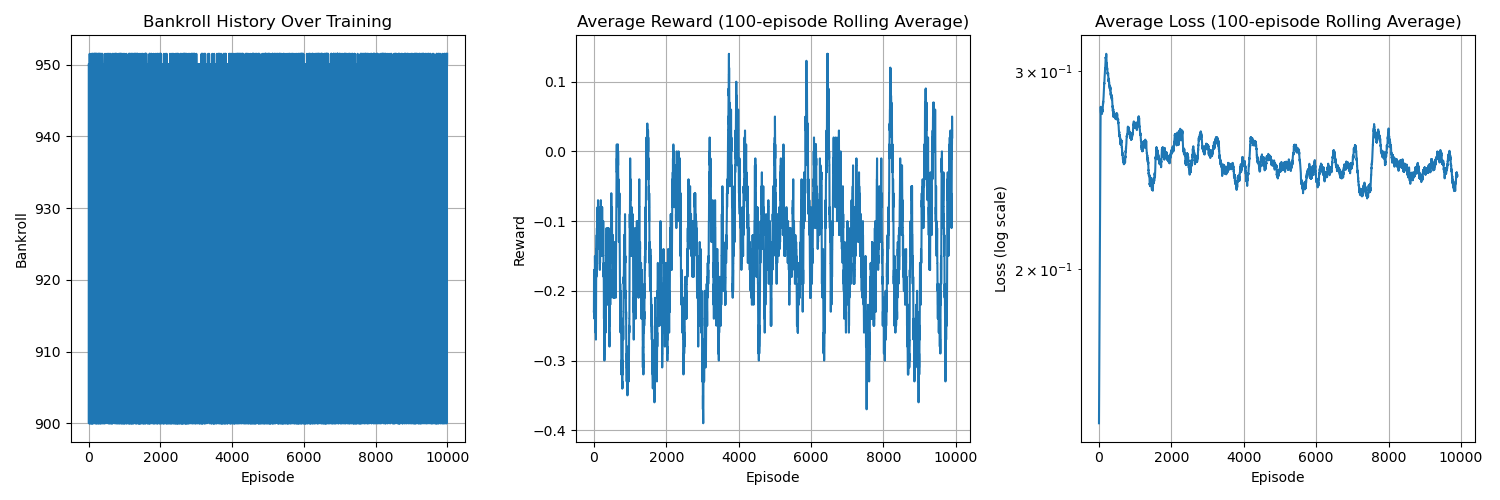 Bankroll History Over Training
950
940
930
920
910
900
Bankroll
0 2000 4000 6000 8000 10000
Episode
Average Reward (100-episode Rolling Average)
0.1
0.0
−0.1
−0.2
−0.3
−0.4
Reward
0 2000 4000 6000 8000 10000
Episode
Average Loss (100-episode Rolling Average)
3 × 10⁻¹
2 × 10⁻¹
Loss (log scale)
0 2000 4000 6000 8000 10000
Episode